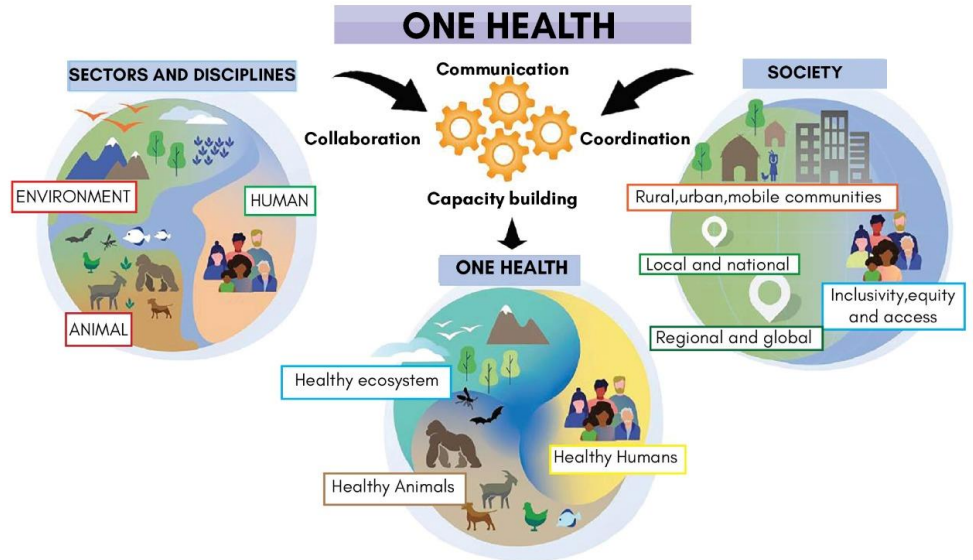 ONE HEALTH
SECTORS AND DISCIPLINES
Communication
SOCIETY
Collaboration
Coordination
ENVIRONMENT
HUMAN
Rural,urban,mobile communities
Capacity building
Local and national
ONE HEALTH
Inclusivity,equity
and access
ANIMAL
Regional and global
Healthy ecosystem
Healthy Humans
Healthy Animals